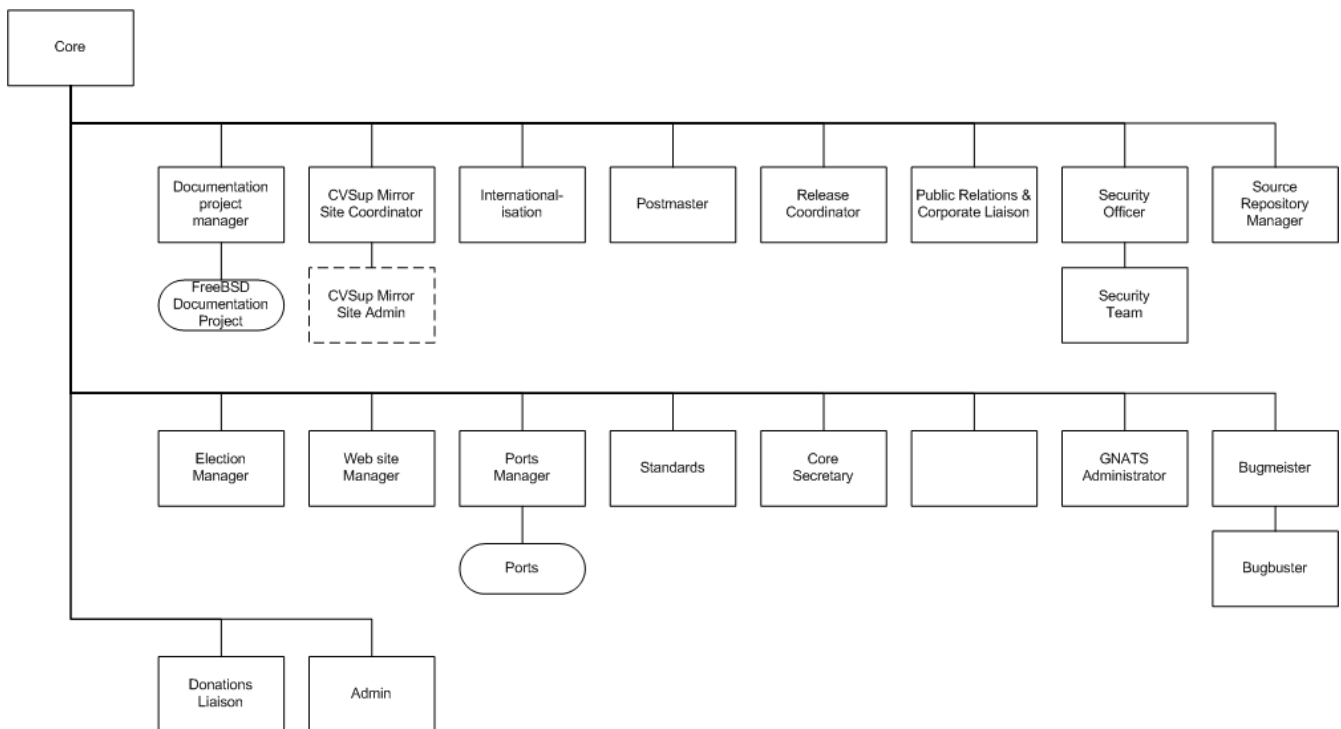 Core
Documentation
project
manager
CVSup Mirror
Site Coordinator
International-
isation
Postmaster
Release
Coordinator
Public Relations &
Corporate Liaison
Security
Officer
Source
Repository
Manager
FreeBSD
Documentation
Project
CVSup Mirror
Site Admin
Security
Team
Election
Manager
Web site
Manager
Ports
Manager
Standards
Core
Secretary
GNATS
Administrator
Bugmeister
Ports
Bugbuster
Donations
Liaison
Admin